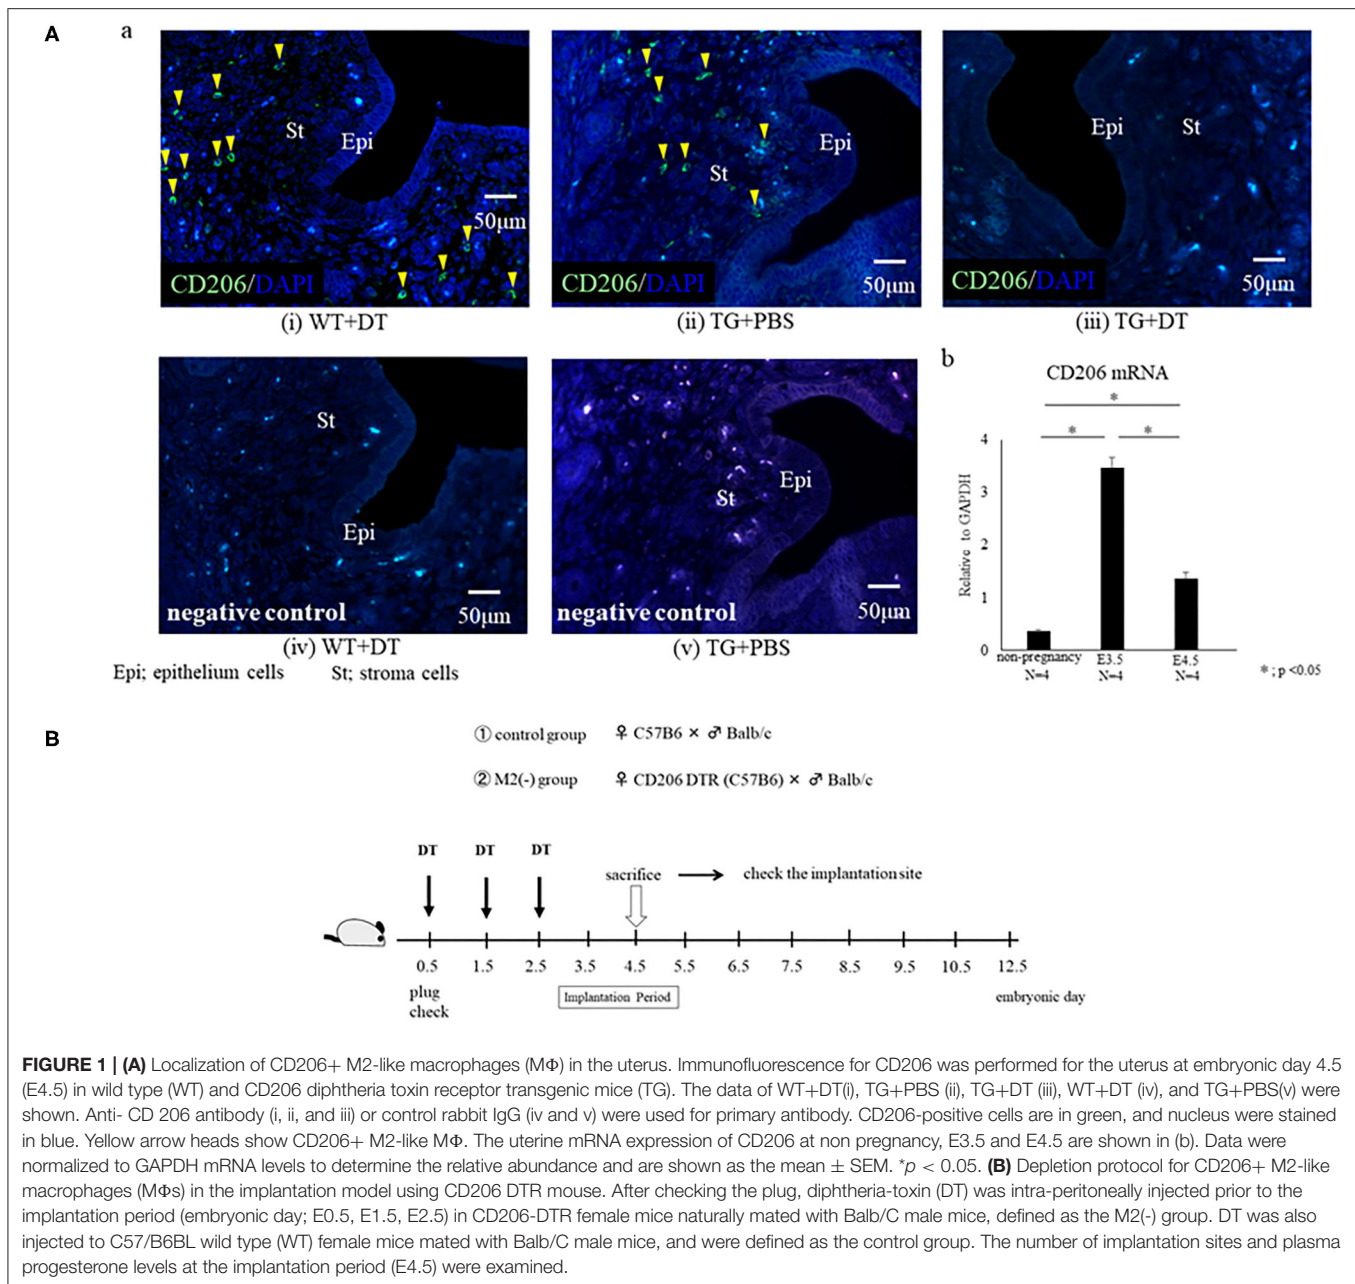 A
a
St
Epi
50µm
CD206/DAPI
(i) WT+DT
St
Epi
50µm
CD206/DAPI
(ii) TG+PBS
Epi
St
50µm
CD206/DAPI
(iii) TG+DT
St
Epi
50µm
negative control
(iv) WT+DT
St
Epi
50µm
negative control
(v) TG+PBS
Epi; epithelium cells St; stroma cells
b
CD206 mRNA
*
* *
Relative to GAPDH
4
3
2
1
0
non-pregnancy E3.5 E4.5
N=4 N=4 N=4
*; p <0.05
B
① control group ♀ C57B6 × ♂ Balb/c
② M2(-) group ♀ CD206 DTR (C57B6) × ♂ Balb/c
DT DT DT
sacrifice check the implantation site
0.5 1.5 2.5 3.5 4.5 5.5 6.5 7.5 8.5 9.5 10.5 12.5
plug
check
Implantation Period
embryonic day
FIGURE 1 | (A) Localization of CD206+ M2-like macrophages (MΦ) in the uterus. Immunofluorescence for CD206 was performed for the uterus at embryonic day 4.5
(E4.5) in wild type (WT) and CD206 diphtheria toxin receptor transgenic mice (TG). The data of WT+DT(i), TG+PBS (ii), TG+DT (iii), WT+DT (iv), and TG+PBS(v) were
shown. Anti- CD 206 antibody (i, ii, and iii) or control rabbit IgG (iv and v) were used for primary antibody. CD206-positive cells are in green, and nucleus were stained
in blue. Yellow arrow heads show CD206+ M2-like MΦ. The uterine mRNA expression of CD206 at non pregnancy, E3.5 and E4.5 are shown in (b). Data were
normalized to GAPDH mRNA levels to determine the relative abundance and are shown as the mean ± SEM. *p < 0.05. (B) Depletion protocol for CD206+ M2-like
macrophages (MΦs) in the implantation model using CD206 DTR mouse. After checking the plug, diphtheria-toxin (DT) was intra-peritoneally injected prior to the
implantation period (embryonic day; E0.5, E1.5, E2.5) in CD206-DTR female mice naturally mated with Balb/C male mice, defined as the M2(-) group. DT was also
injected to C57/B6BL wild type (WT) female mice mated with Balb/C male mice, and were defined as the control group. The number of implantation sites and plasma
progesterone levels at the implantation period (E4.5) were examined.